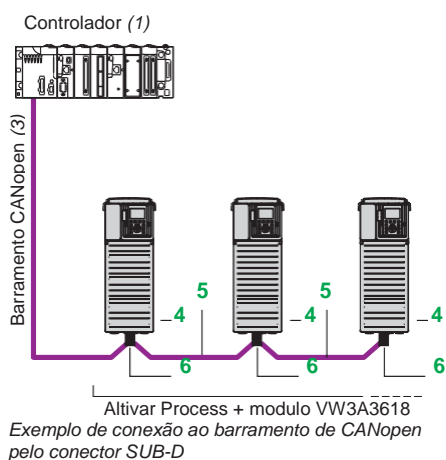 Controlador (1)
Barramento CANopen (3)
5
5
4
4
4
6
6
6
Altivar Process + modulo VW3A3618
Exemplo de conexão ao barramento de CANopen
pelo conector SUB-D